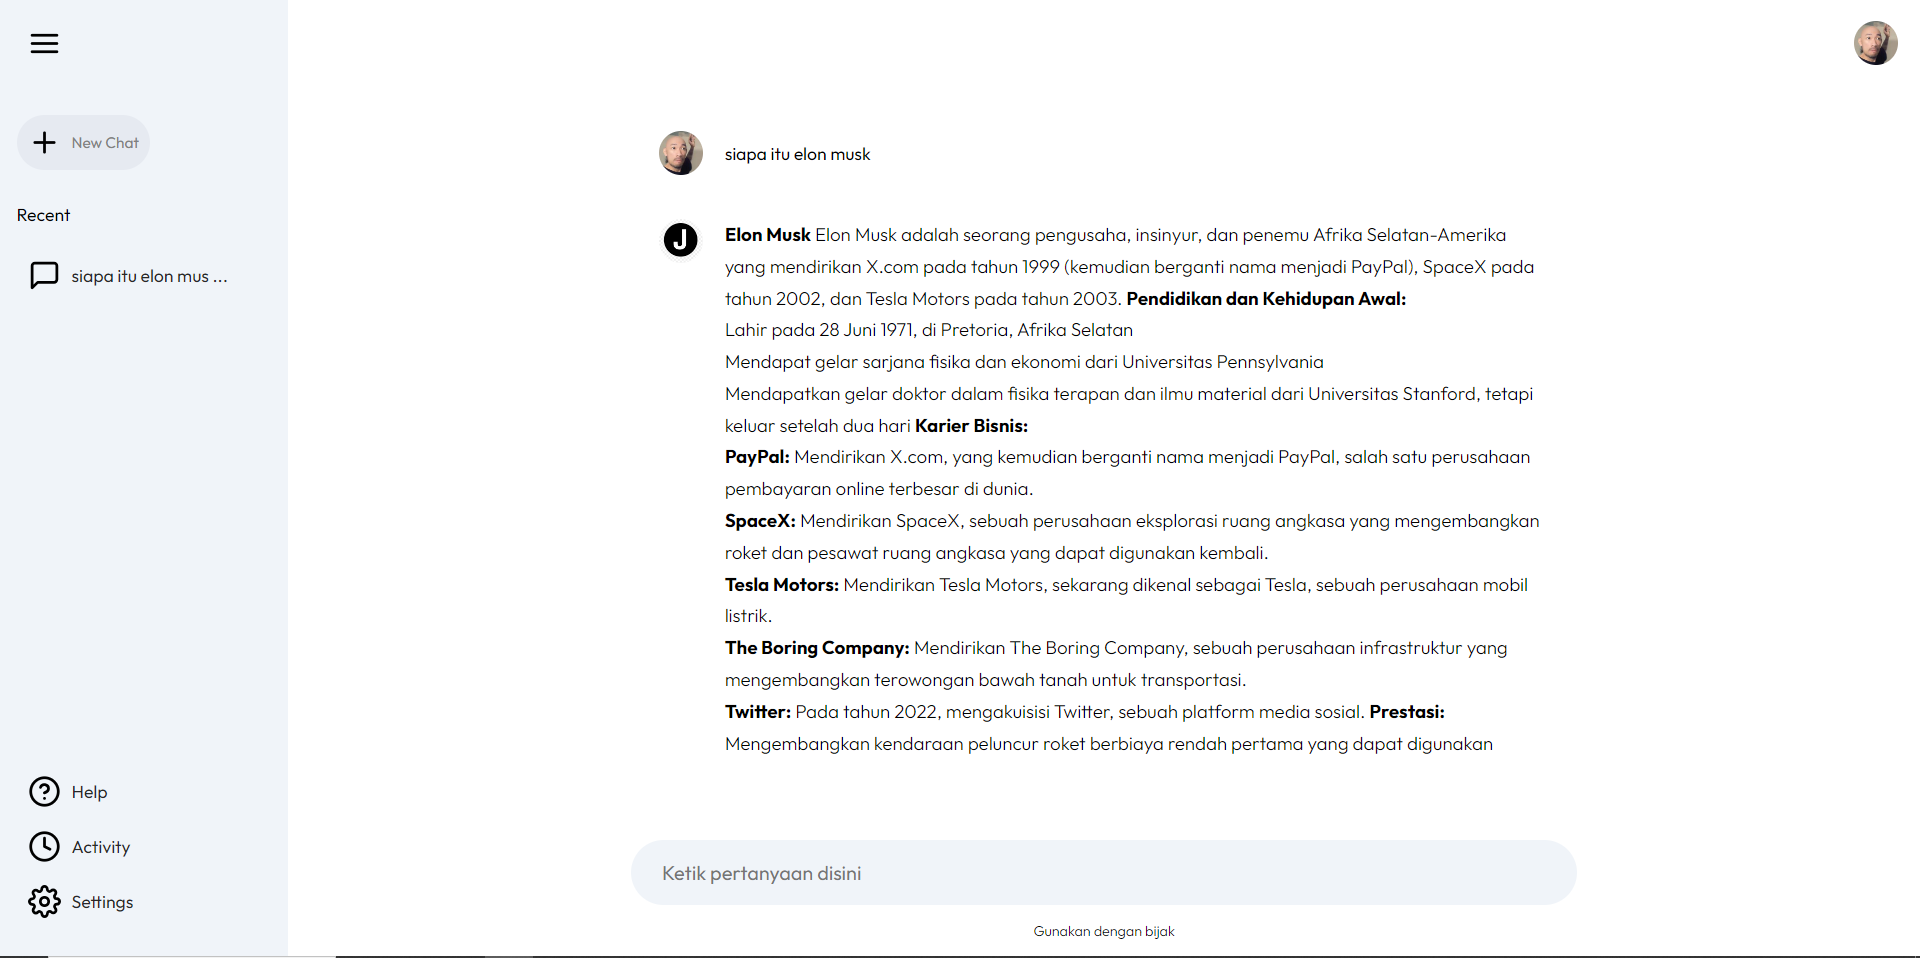 New Chat
Recent
siapa itu elon mus ...
Help
Activity
Settings
siapa itu elon musk
J
Elon Musk Elon Musk adalah seorang pengusaha, insinyur, dan penemu Afrika Selatan-Amerika
yang mendirikan X.com pada tahun 1999 (kemudian berganti nama menjadi PayPal), SpaceX pada
tahun 2002, dan Tesla Motors pada tahun 2003. Pendidikan dan Kehidupan Awal:
Lahir pada 28 Juni 1971, di Pretoria, Afrika Selatan
Mendapat gelar sarjana fisika dan ekonomi dari Universitas Pennsylvania
Mendapatkan gelar doktor dalam fisika terapan dan ilmu material dari Universitas Stanford, tetapi
keluar setelah dua hari Karier Bisnis:
PayPal: Mendirikan X.com, yang kemudian berganti nama menjadi PayPal, salah satu perusahaan
pembayaran online terbesar di dunia.
SpaceX: Mendirikan SpaceX, sebuah perusahaan eksplorasi ruang angkasa yang mengembangkan
roket dan pesawat ruang angkasa yang dapat digunakan kembali.
Tesla Motors: Mendirikan Tesla Motors, sekarang dikenal sebagai Tesla, sebuah perusahaan mobil
listrik.
The Boring Company: Mendirikan The Boring Company, sebuah perusahaan infrastruktur yang
mengembangkan terowongan bawah tanah untuk transportasi.
Twitter: Pada tahun 2022, mengakuisisi Twitter, sebuah platform media sosial. Prestasi:
Mengembangkan kendaraan peluncur roket berbiaya rendah pertama yang dapat digunakan
Ketik pertanyaan disini
Gunakan dengan bijak